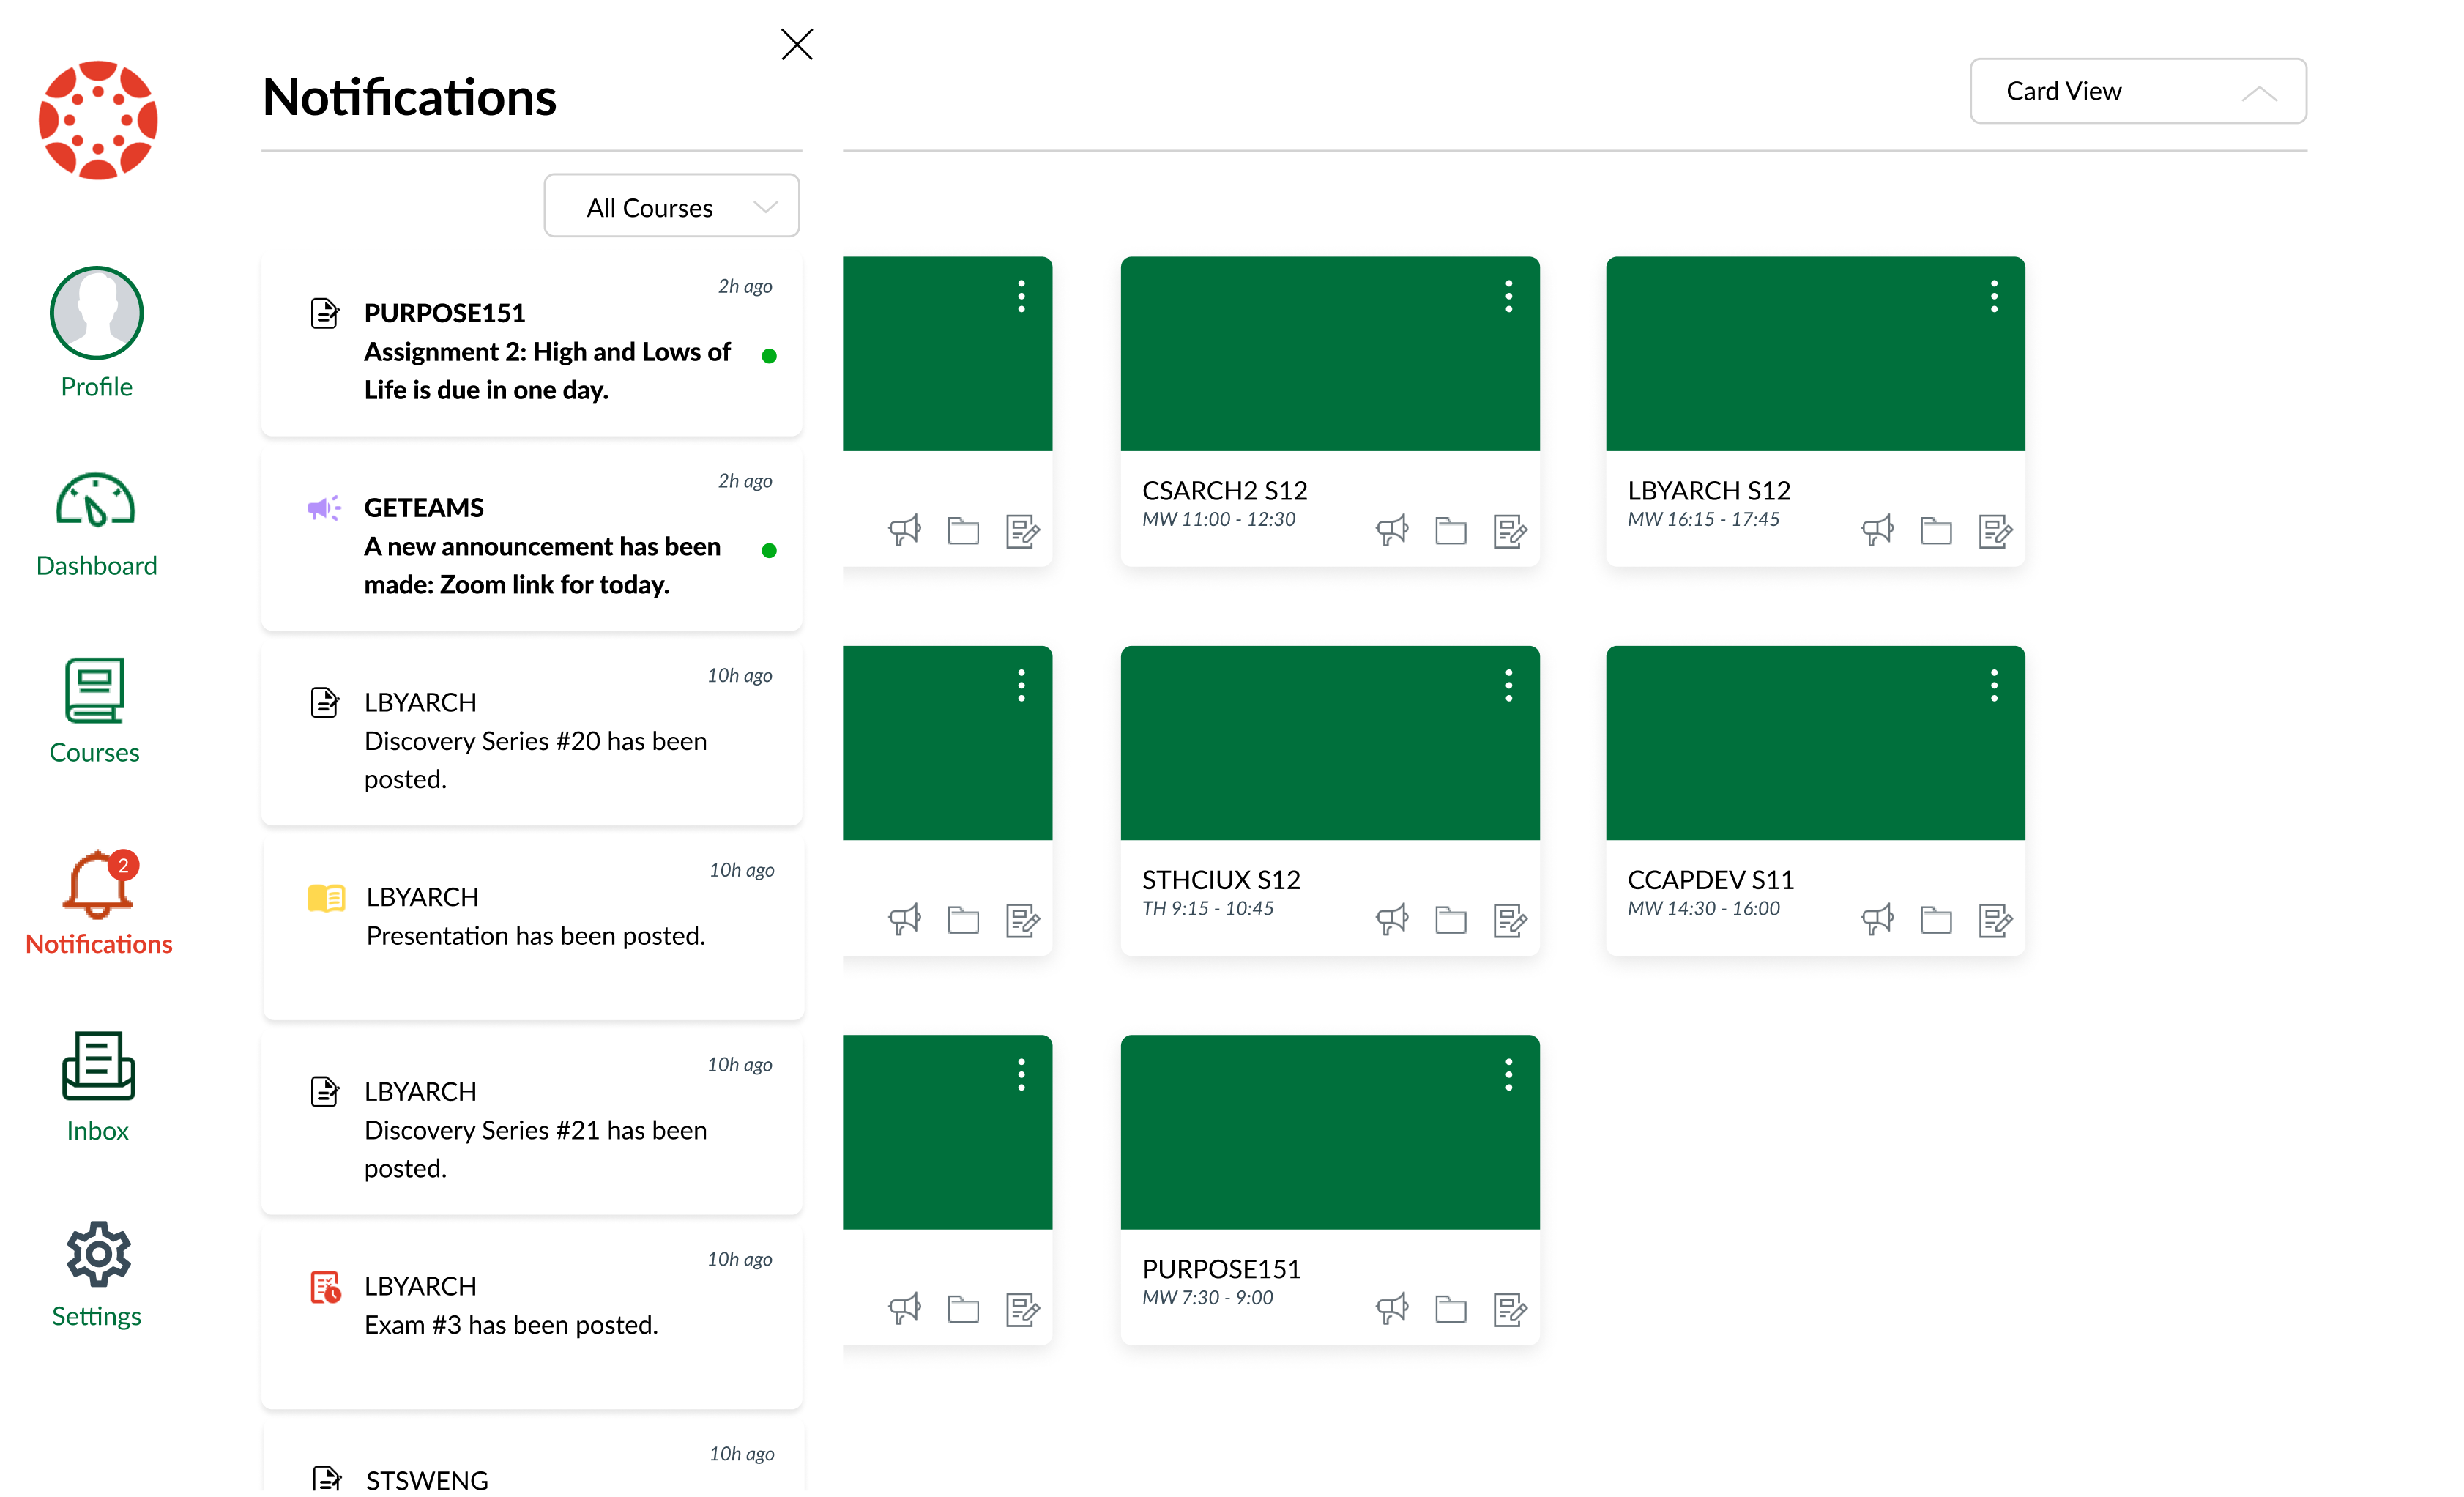 Profile
Dashboard
Courses
2
Notifications
Inbox
Settings
Notifications
All Courses
2h ago
PURPOSE151
Assignment 2: High and Lows of
Life is due in one day.
2h ago
GETEAMS
A new announcement has been
made: Zoom link for today.
10h ago
LBYARCH
Discovery Series #20 has been
posted.
10h ago
LBYARCH
Presentation has been posted.
10h ago
LBYARCH
Discovery Series #21 has been
posted.
10h ago
LBYARCH
Exam #3 has been posted.
10h ago
STSWENG
Card View
CSARCH2 S12
MW 11:00 - 12:30
LBYARCH S12
MW 16:15 - 17:45
STHCIUX S12
TH 9:15 - 10:45
CCAPDEV S11
MW 14:30 - 16:00
PURPOSE151
MW 7:30 - 9:00